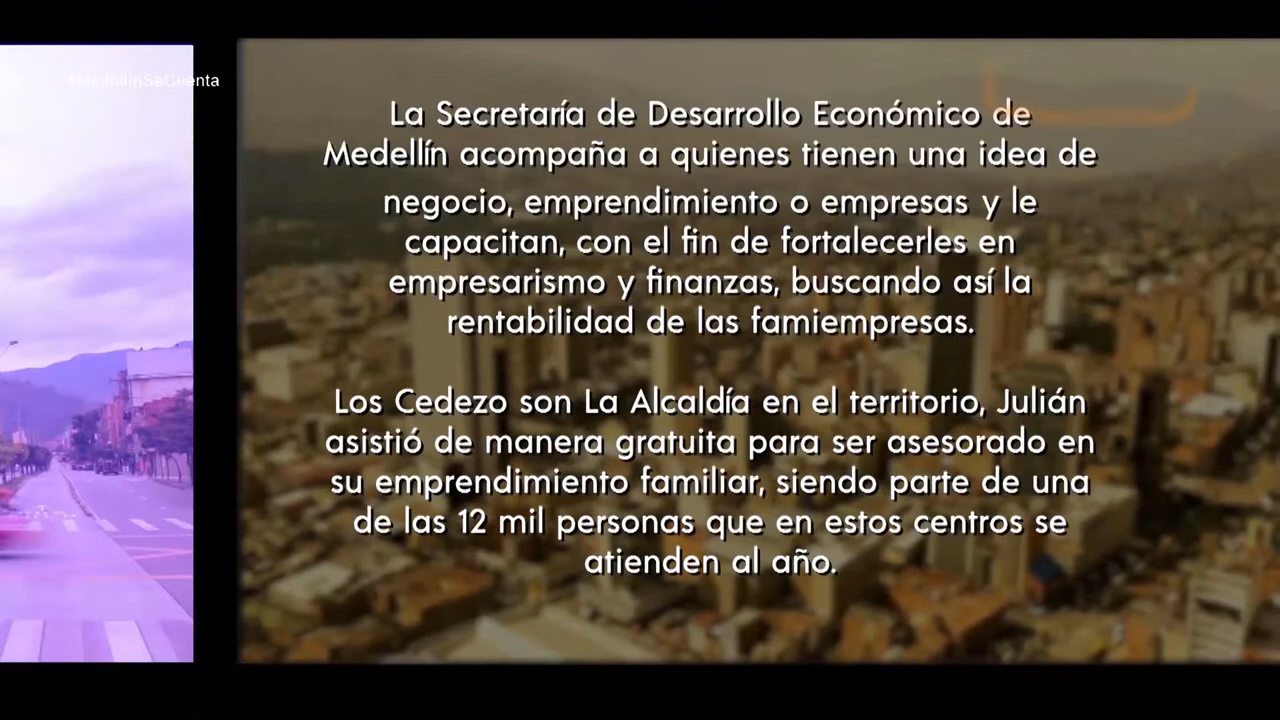 La Secretaría de Desarrollo Económico de
Medellín acompaña a quienes tienen una idea de
negocio, emprendimiento o empresas y le
capacitan, con el fin de fortalecerles en
empresarismo y finanzas, buscando así la
rentabilidad de las famiempresas.
Los Cedezo son La Alcaldía en el territorio, Julián
asistió de manera gratuita para ser asesorado en
su emprendimiento familiar, siendo parte de una
de las 12 mil personas que en estos centros se
atienden al año.